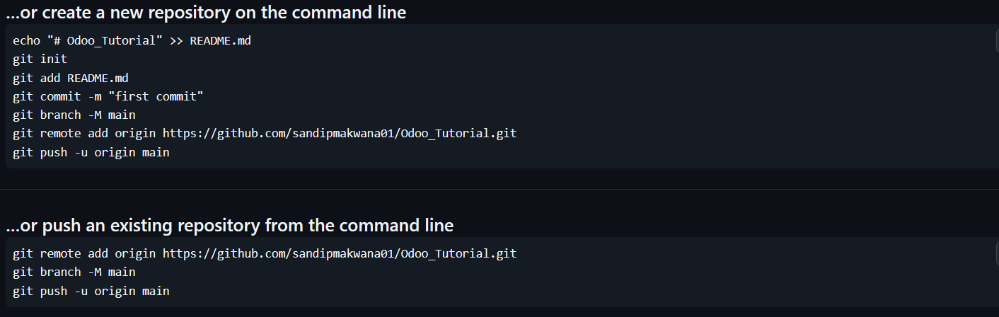 ...or create a new repository on the command line
echo "# Odoo_Tutorial" >> README.md
git init
git add README.md
git commit -m "first commit"
git branch -M main
git remote add origin https://github.com/sandipmakwana01/Odoo_Tutorial.git
git push -u origin main
...or push an existing repository from the command line
git remote add origin https://github.com/sandipmakwana01/Odoo_Tutorial.git
git branch -M main
git push -u origin main